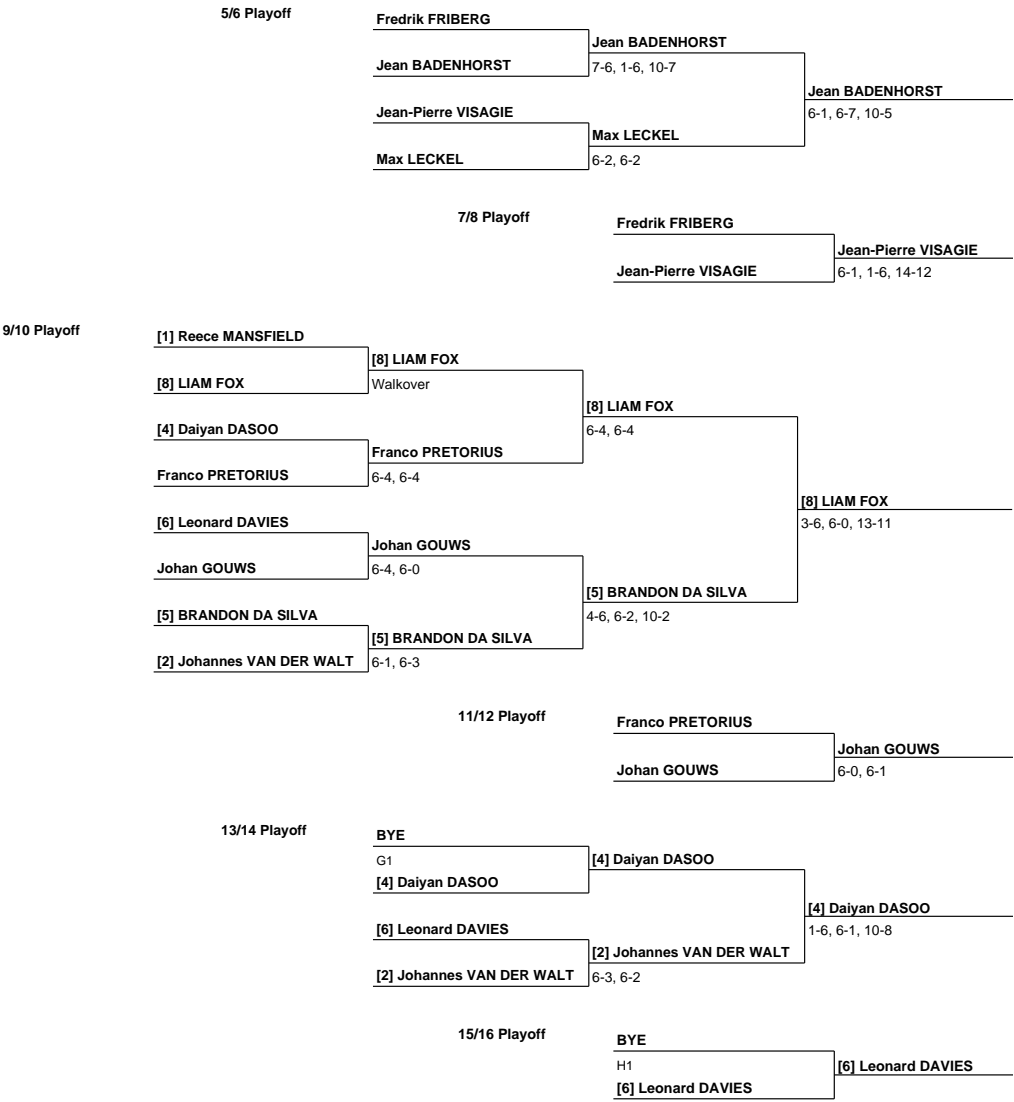 5/6 Playoff
Fredrik FRIBERG
Jean BADENHORST
Jean BADENHORST
7-6, 1-6, 10-7
Jean BADENHORST
6-1, 6-7, 10-5
Jean-Pierre VISAGIE
Max LECKEL
Max LECKEL
6-2, 6-2
7/8 Playoff
Fredrik FRIBERG
Jean-Pierre VISAGIE
Jean-Pierre VISAGIE
6-1, 1-6, 14-12
9/10 Playoff
[1] Reece MANSFIELD
[8] LIAM FOX
[8] LIAM FOX
Walkover
[8] LIAM FOX
6-4, 6-4
[4] Daiyan DASOO
Franco PRETORIUS
Franco PRETORIUS
6-4, 6-4
[8] LIAM FOX
3-6, 6-0, 13-11
[6] Leonard DAVIES
Johan GOUWS
Johan GOUWS
6-4, 6-0
[5] BRANDON DA SILVA
4-6, 6-2, 10-2
[5] BRANDON DA SILVA
[5] BRANDON DA SILVA
[2] Johannes VAN DER WALT
6-1, 6-3
11/12 Playoff
Franco PRETORIUS
Johan GOUWS
Johan GOUWS
6-0, 6-1
13/14 Playoff
BYE
G1
[4] Daiyan DASOO
[4] Daiyan DASOO
[4] Daiyan DASOO
1-6, 6-1, 10-8
[6] Leonard DAVIES
[2] Johannes VAN DER WALT
[2] Johannes VAN DER WALT
6-3, 6-2
15/16 Playoff
BYE
H1
[6] Leonard DAVIES
[6] Leonard DAVIES